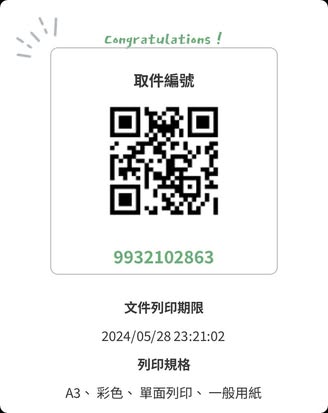 Congratulations !
取件編號
9932102863
文件列印期限
2024/05/28 23:21:02
列印規格
A3、 彩色、 單面列印、 一般用紙